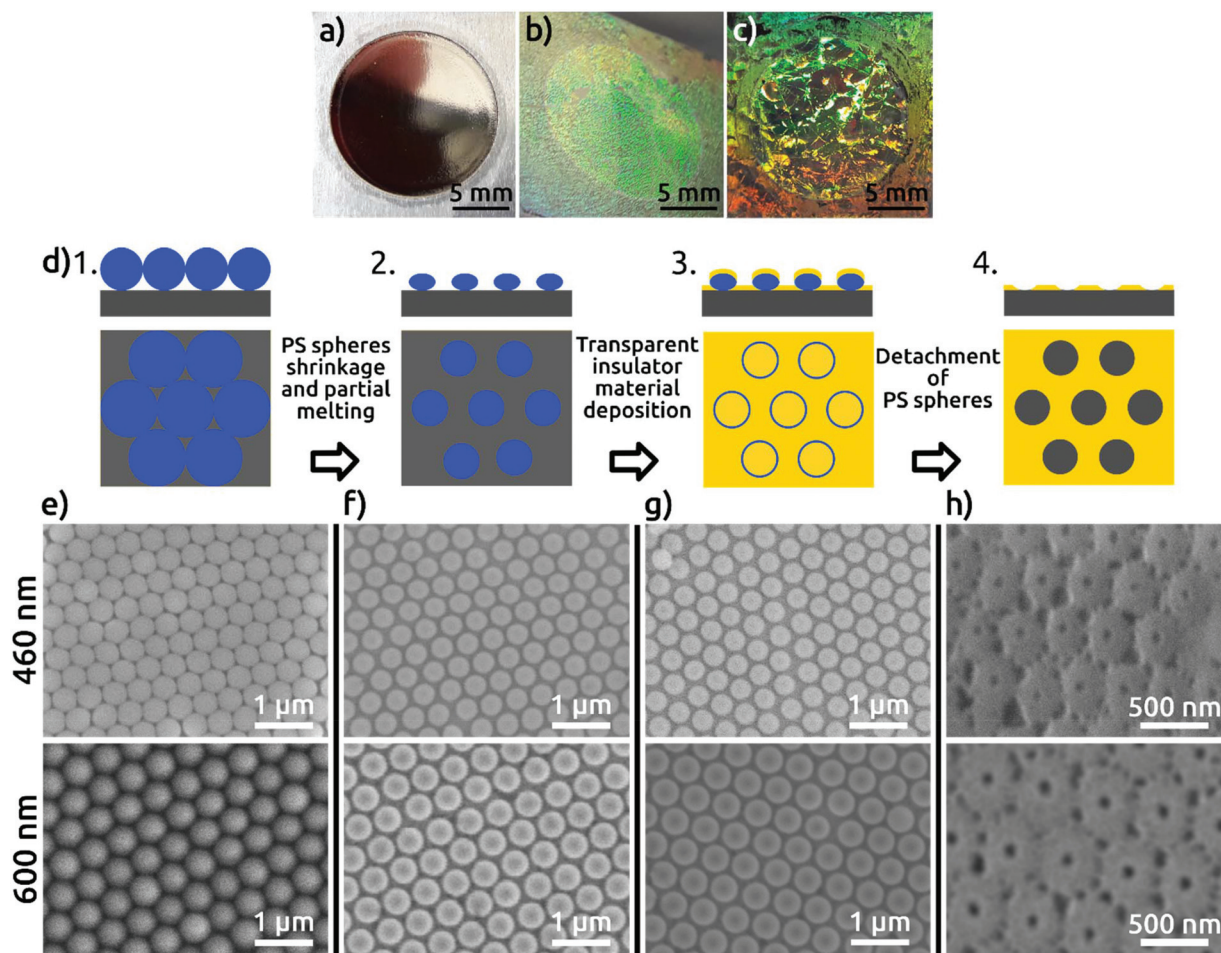 a)
b)
c)
5 mm
5 mm
5 mm
d) 1.
2.
3.
4.
PS spheres
shrinkage
and partial
melting
Transparent
insulator
material
deposition
Detachment
of
PS spheres
e)
f)
g)
h)
460 nm
1 µm
1 µm
1 µm
500 nm
600 nm
1 µm
1 µm
1 µm
500 nm